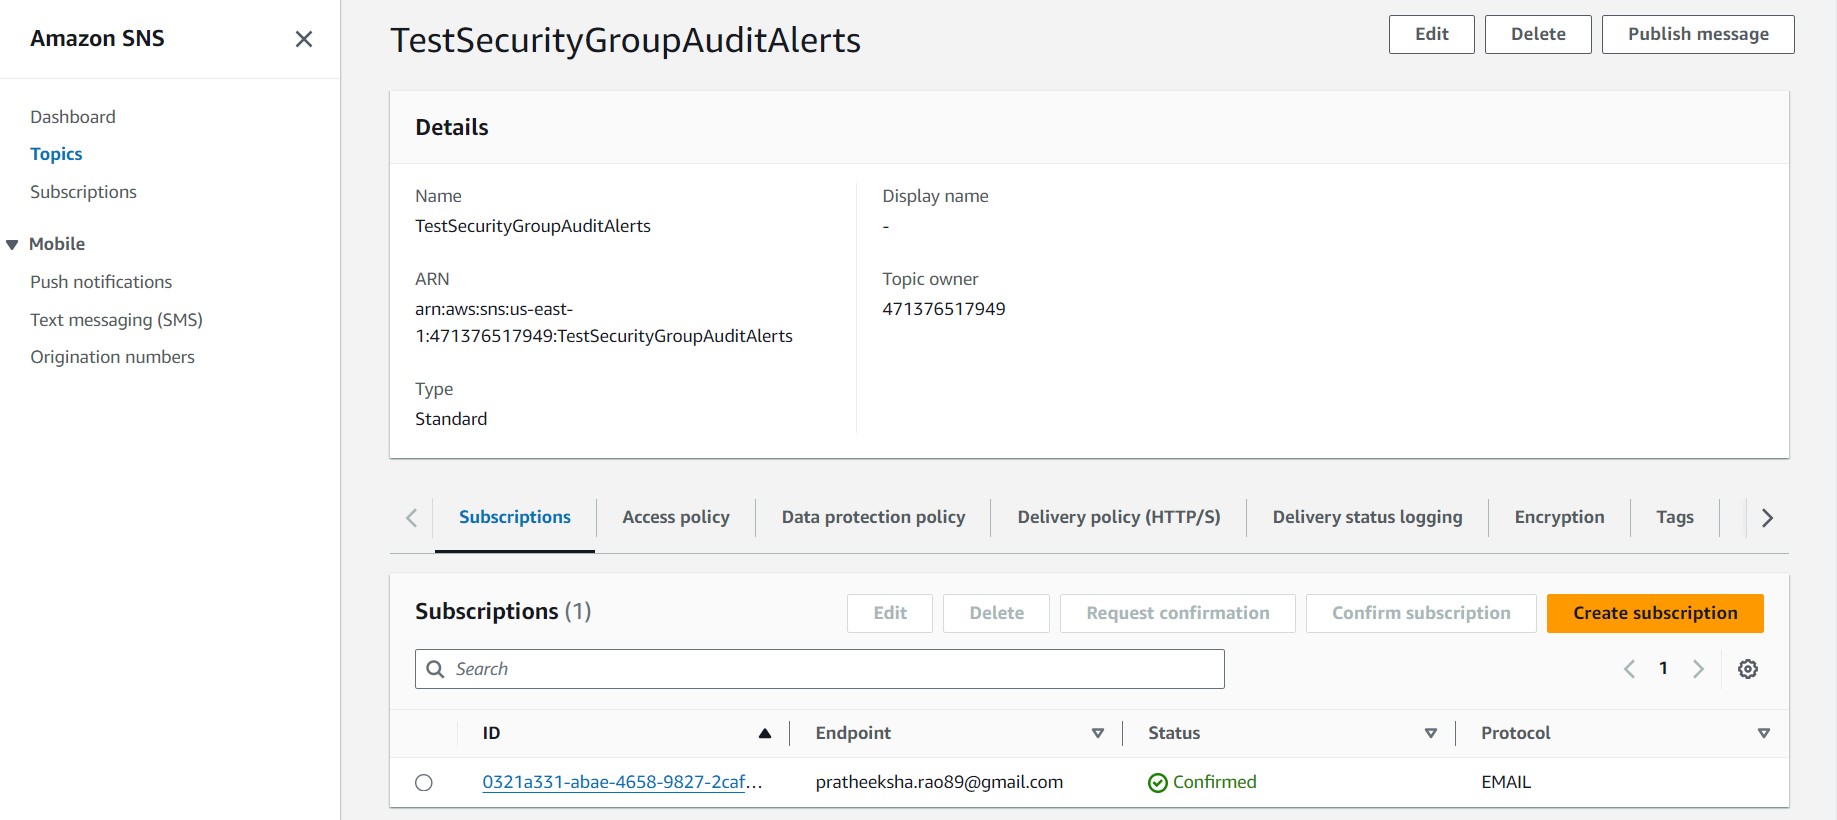 Amazon SNS
Dashboard
Topics
Subscriptions
Mobile
Push notifications
Text messaging (SMS)
Origination numbers
TestSecurityGroupAuditAlerts
Edit
Delete
Publish message
Details
Name
TestSecurityGroupAuditAlerts
ARN
arn:aws:sns:us-east-
1:471376517949:TestSecurityGroupAuditAlerts
Type
Standard
Display name
-
Topic owner
471376517949
Subscriptions
Access policy
Data protection policy
Delivery policy (HTTP/S)
Delivery status logging
Encryption
Tags
Subscriptions (1)
Edit
Delete
Request confirmation
Confirm subscription
Create subscription
Search
1
ID
Endpoint
Status
Protocol
0321a331-abae-4658-9827-2caf...
pratheeksha.rao89@gmail.com
Confirmed
EMAIL